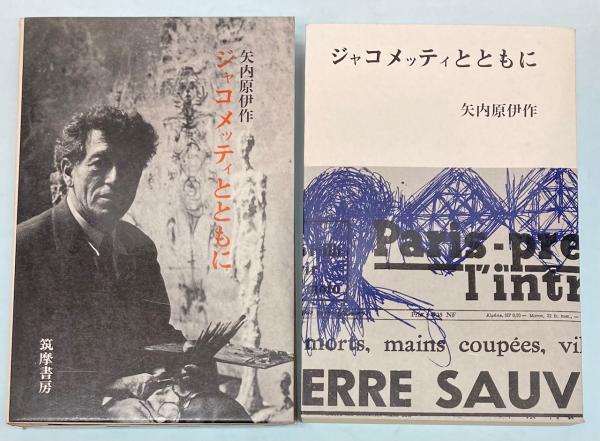 矢内原伊作
ジャコメッティとともに
筑摩書房
ジャコメッティとともに
矢内原伊作
Paris-pre
l'intr
NF
morts, mains coupées, vil
ERRE SAUV